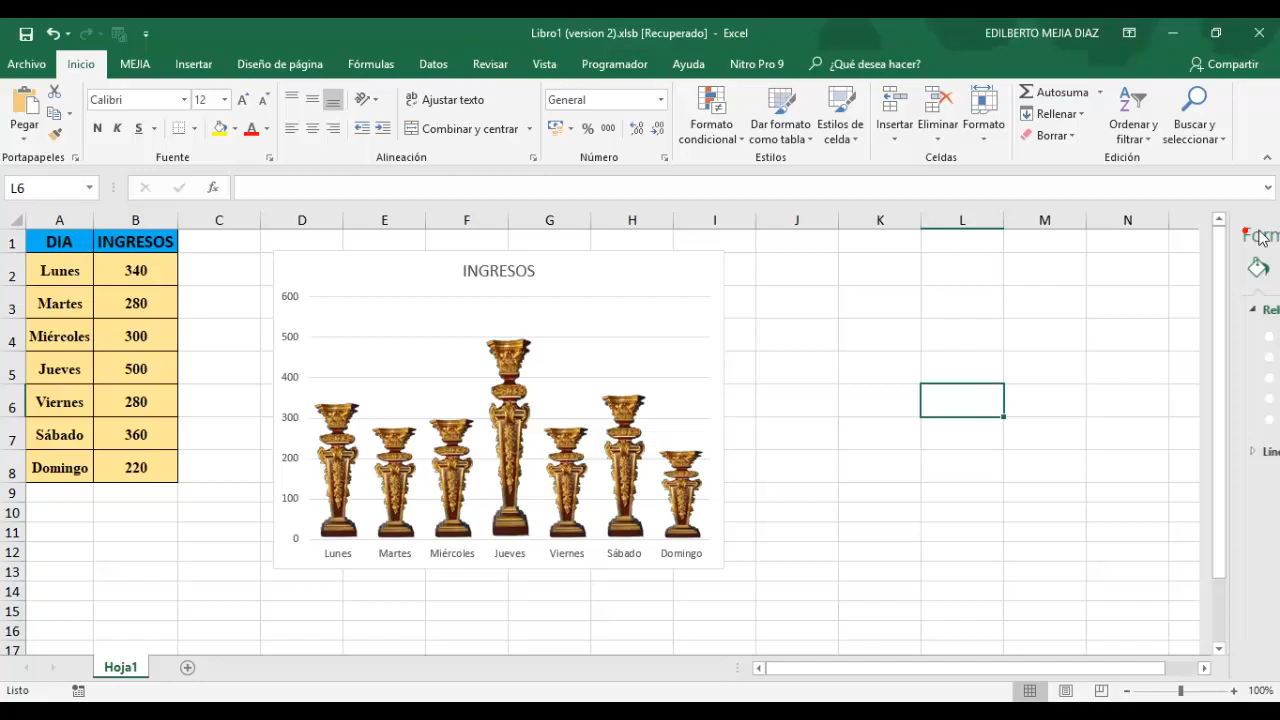 Libro1 (version 2).xlsb [Recuperado] - Excel
EDILBERTO MEJIA DIAZ
Archivo Inicio MEJIA Insertar Diseño de página Fórmulas Datos Revisar Vista Programador Ayuda Nitro Pro 9 ¿Qué desea hacer? Compartir
Pegar
Portapapeles
Calibri 12
N K S
Fuente
Ajustar texto
Combinar y centrar
Alineación
General
% 000
Número
Formato condicional
Dar formato como tabla
Estilos de celda
Estilos
Insertar Eliminar Formato
Celdas
Autosuma
Rellenar
Borrar
Ordenar y filtrar
Buscar y seleccionar
Edición
L6
fx
A B C D E F G H I J K L M N
1 DIA INGRESOS
2 Lunes 340
3 Martes 280
4 Miércoles 300
5 Jueves 500
6 Viernes 280
7 Sábado 360
8 Domingo 220
9
10
11
12
13
14
15
16
17
INGRESOS
600
500
400
300
200
100
0
Lunes Martes Miércoles Jueves Viernes Sábado Domingo
Form
Rel
Líne
Hoja1
Listo
100%